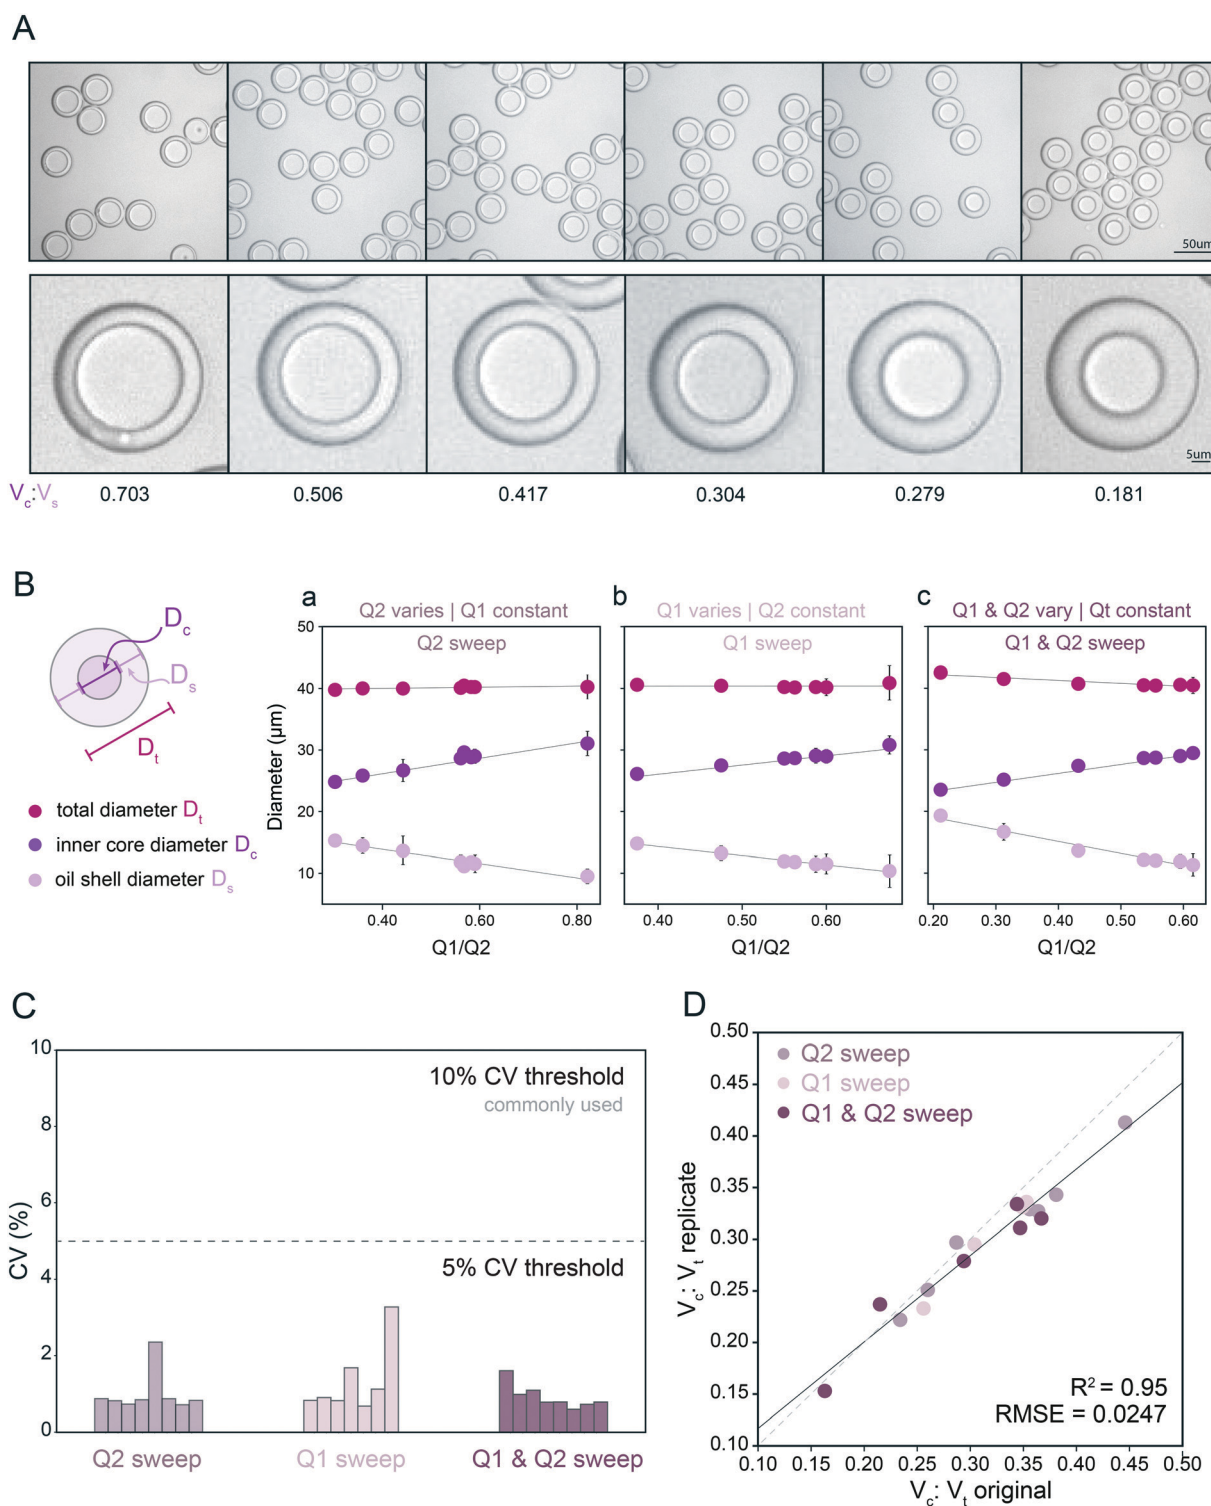 A
50um
5um
Vc:Vs 0.703 0.506 0.417 0.304 0.279 0.181
B
Dc
Ds
Dt
total diameter Dt
inner core diameter Dc
oil shell diameter Ds
a
Q2 varies | Q1 constant
Q2 sweep
b
Q1 varies | Q2 constant
Q1 sweep
c
Q1 & Q2 vary | Qt constant
Q1 & Q2 sweep
Diameter (µm)
50
40
30
20
10
0.40 0.60 0.80
Q1/Q2
0.40 0.50 0.60
Q1/Q2
0.20 0.30 0.40 0.50 0.60
Q1/Q2
C
CV (%)
10
8
6
4
2
0
10% CV threshold
commonly used
5% CV threshold
Q2 sweep Q1 sweep Q1 & Q2 sweep
D
Vc: Vt replicate
0.50
0.45
0.40
0.35
0.30
0.25
0.20
0.15
0.10
Q2 sweep
Q1 sweep
Q1 & Q2 sweep
R² = 0.95
RMSE = 0.0247
0.10 0.15 0.20 0.25 0.30 0.35 0.40 0.45 0.50
Vc: Vt original